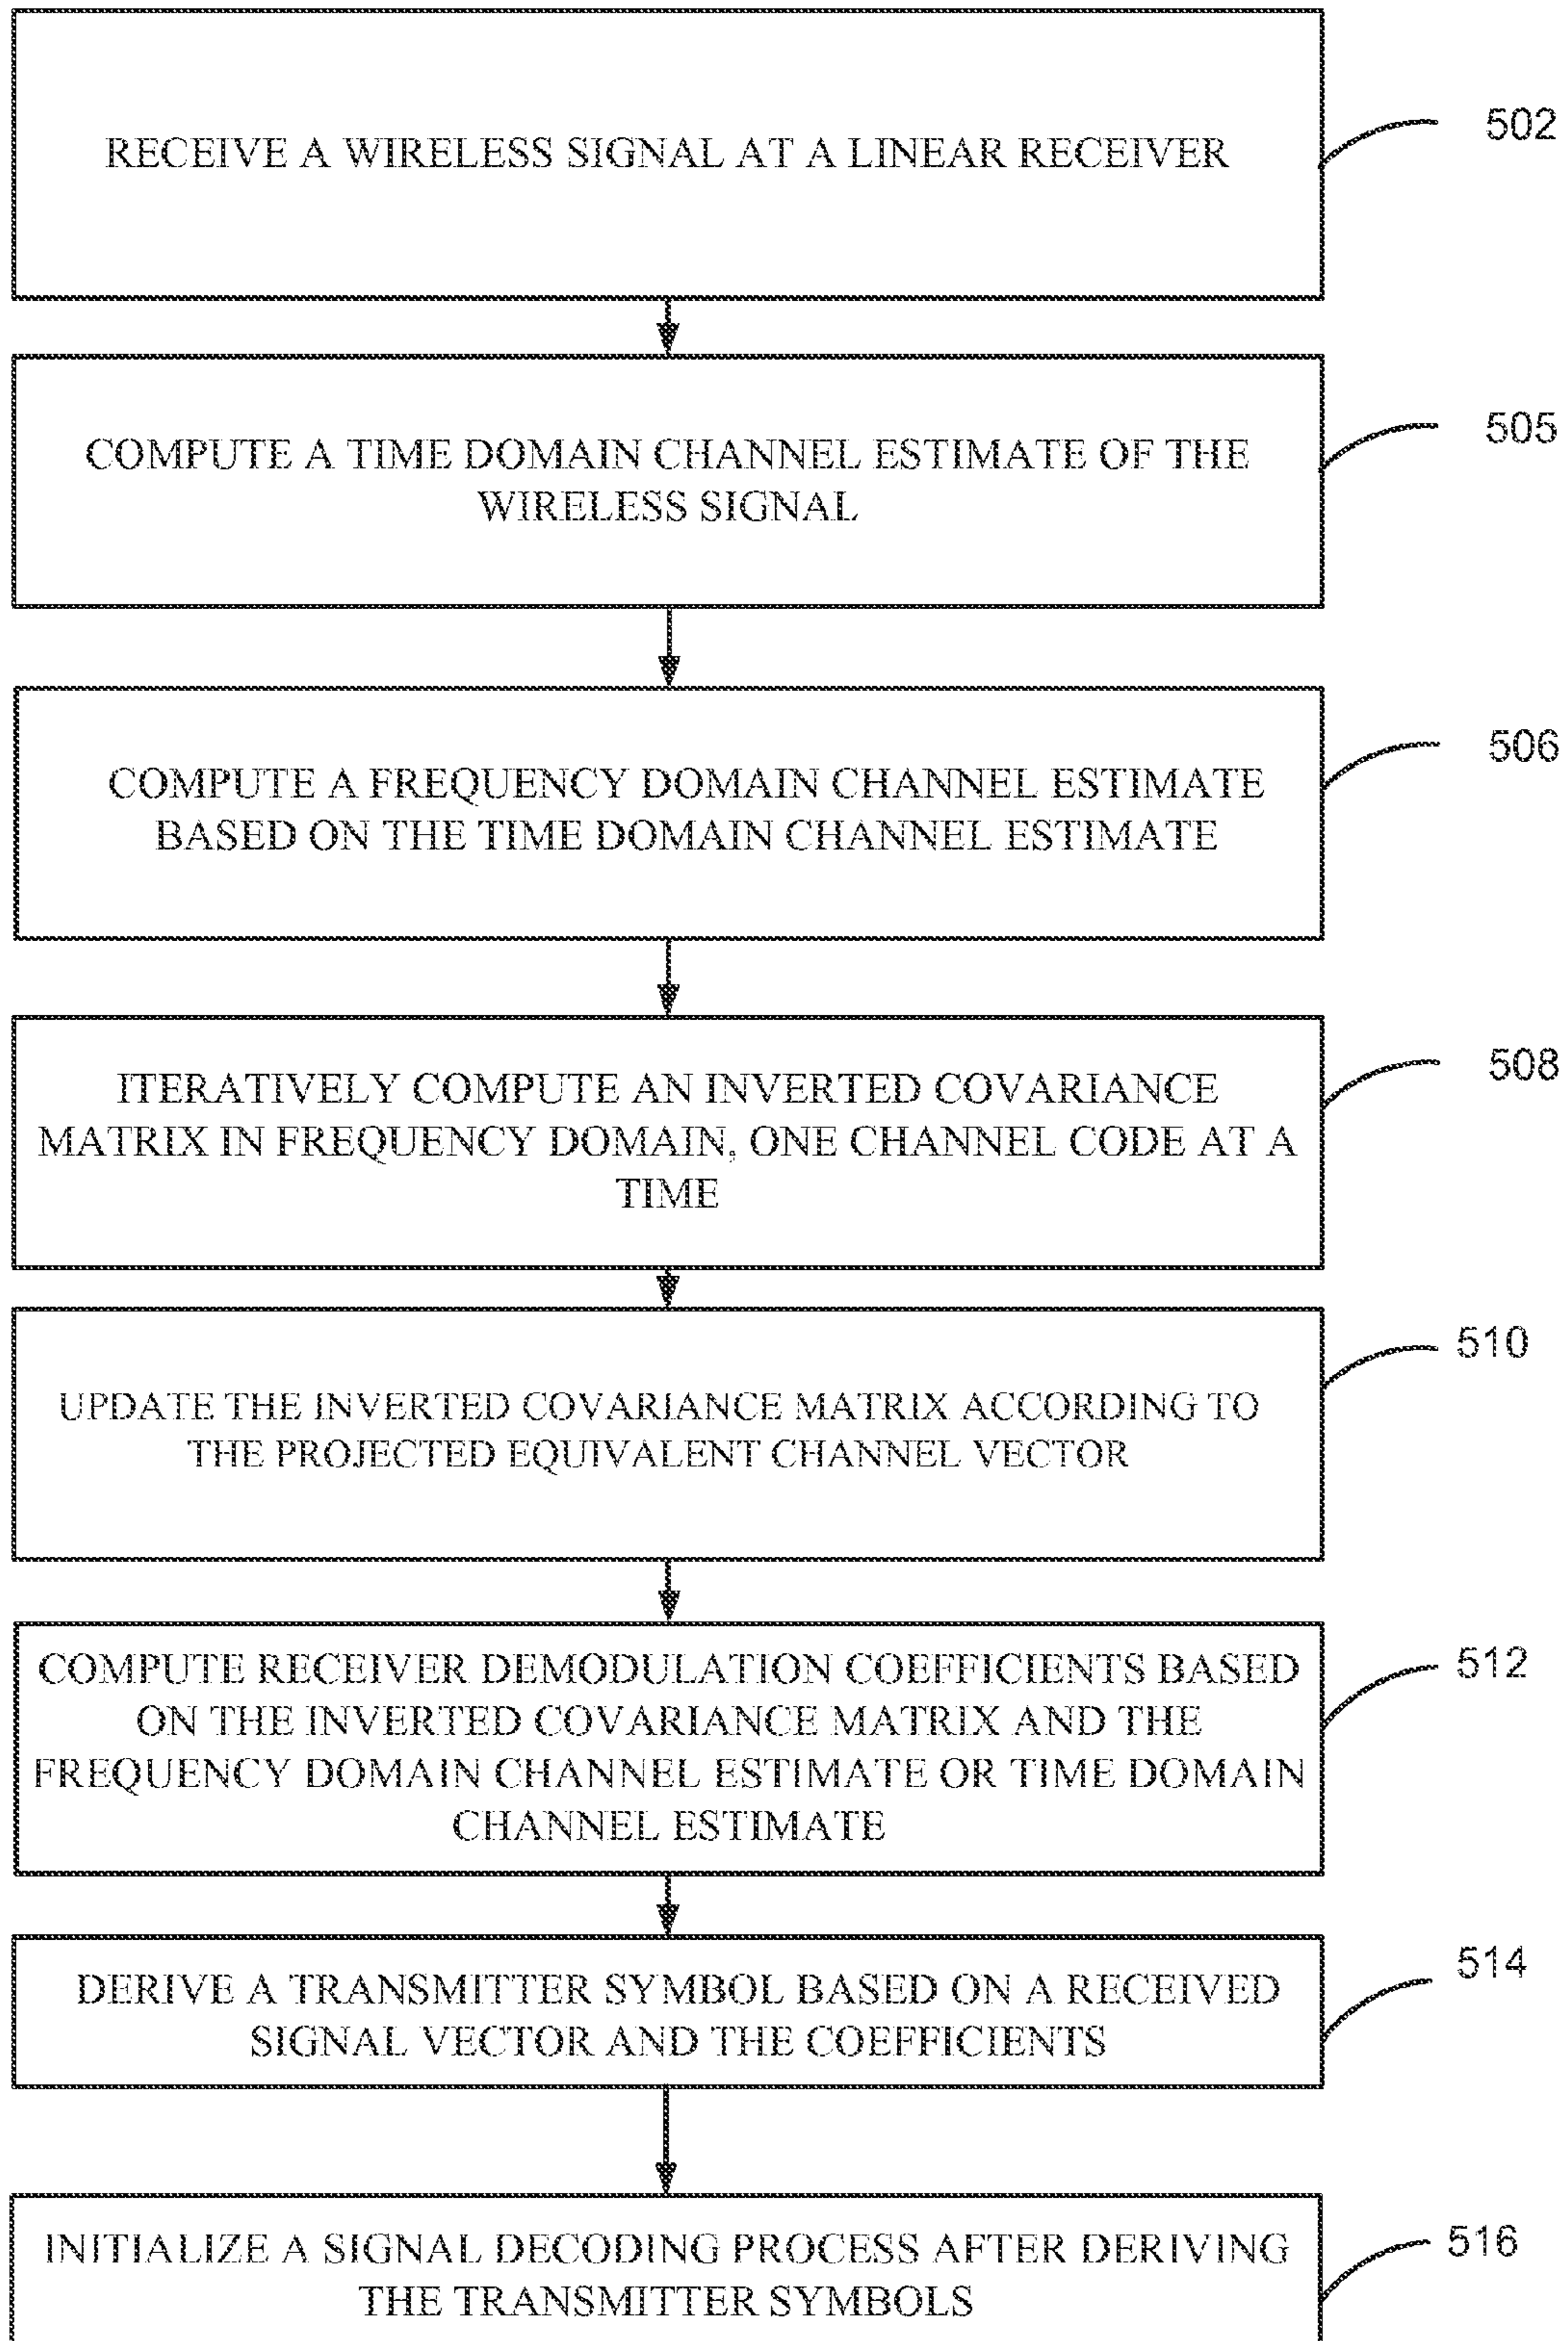 RECEIVE A WIRELESS SIGNAL AT A LINEAR RECEIVER
502
COMPUTE A TIME DOMAIN CHANNEL ESTIMATE OF THE
WIRELESS SIGNAL
505
COMPUTE A FREQUENCY DOMAIN CHANNEL ESTIMATE
BASED ON THE TIME DOMAIN CHANNEL ESTIMATE
506
ITERATIVELY COMPUTE AN INVERTED COVARIANCE
MATRIX IN FREQUENCY DOMAIN, ONE CHANNEL CODE AT A
TIME
508
UPDATE THE INVERTED COVARIANCE MATRIX ACCORDING TO
THE PROJECTED EQUIVALENT CHANNEL VECTOR
510
COMPUTE RECEIVER DEMODULATION COEFFICIENTS BASED
ON THE INVERTED COVARIANCE MATRIX AND THE
FREQUENCY DOMAIN CHANNEL ESTIMATE OR TIME DOMAIN
CHANNEL ESTIMATE
512
DERIVE A TRANSMITTER SYMBOL BASED ON A RECEIVED
SIGNAL VECTOR AND THE COEFFICIENTS
514
INITIALIZE A SIGNAL DECODING PROCESS AFTER DERIVING
THE TRANSMITTER SYMBOLS
516